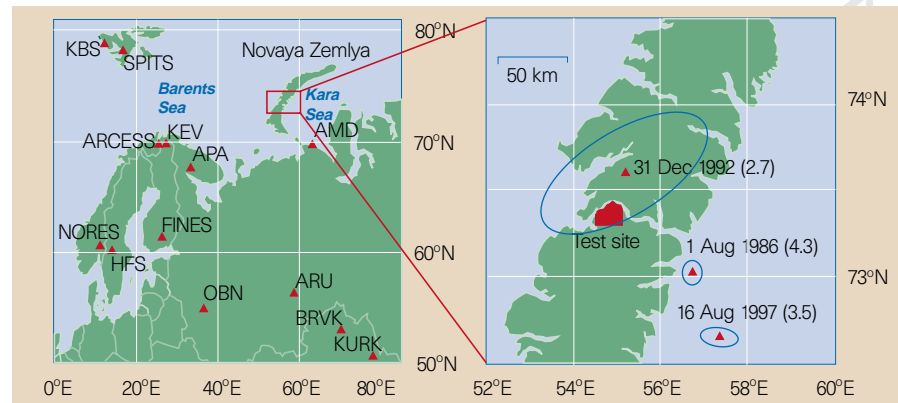 80°N
KBS
SPITS
Novaya Zemlya
Barents
Sea
Kara
Sea
ARCESS
KEV
AMD
70°N
APA
NORES
FINES
HFS
60°N
OBN
ARU
BRVK
KURK
50°N
0°E
20°E
40°E
60°E
80°E
50 km
74°N
31 Dec 1992 (2.7)
Test site
1 Aug 1986 (4.3)
73°N
16 Aug 1997 (3.5)
52°E
54°E
56°E
58°E
60°E